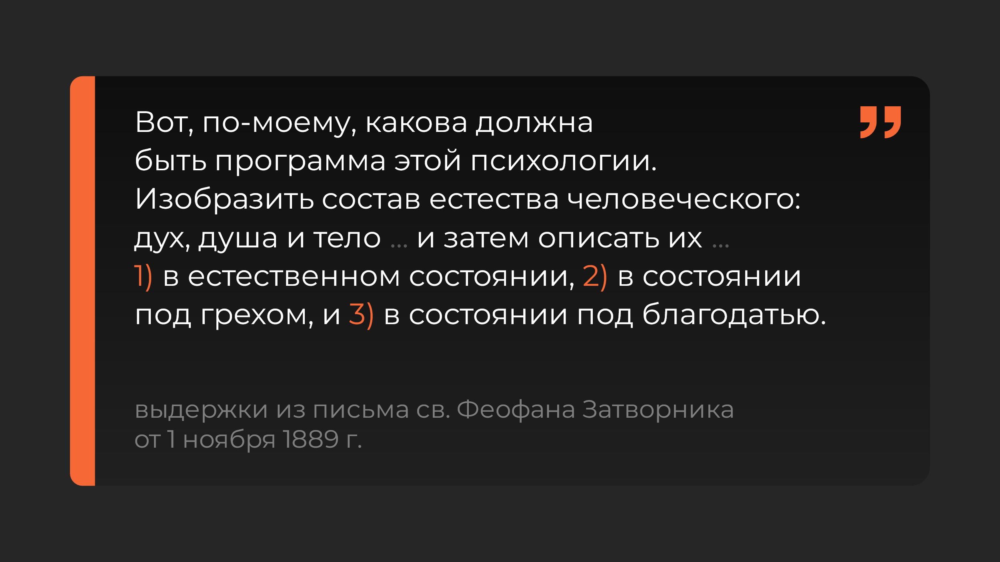 Вот, по-моему, какова должна
быть программа этой психологии.
Изобразить состав естества человеческого:
дух, душа и тело ... и затем описать их ...
1) в естественном состоянии, 2) в состоянии
под грехом, и 3) в состоянии под благодатью.
выдержки из письма св. Феофана Затворника
от 1 ноября 1889 г.